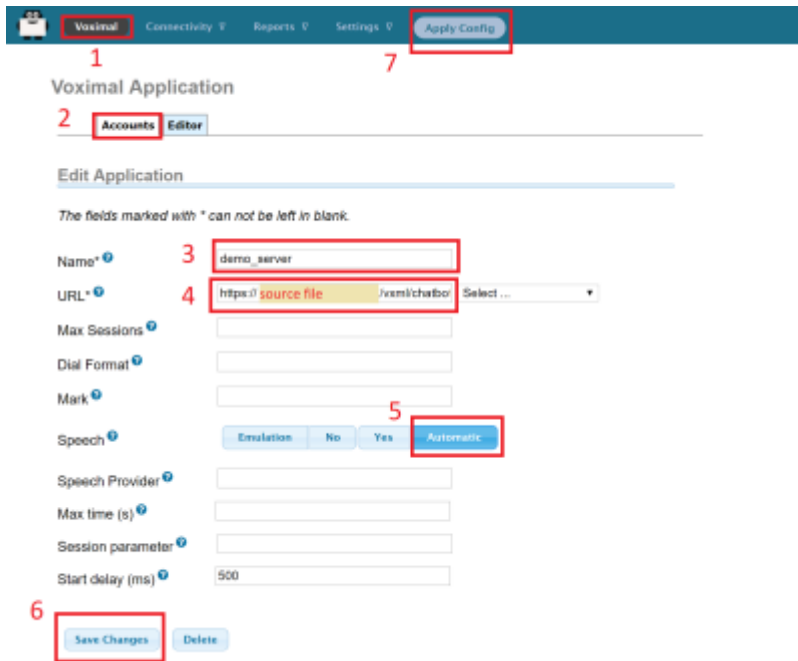 Voximal Connectivity Reports Settings Apply Config
1
7
Voximal Application
2
Accounts Editor
Edit Application
The fields marked with * can not be left in blank.
Name* 3 demo_server
URL* 4 https:// source file /vxml/chatbo Select ...
Max Sessions
Dial Format
Mark
5
Speech Emulation No Yes Automatic
Speech Provider
Max time (s)
Session parameter
Start delay (ms) 500
6
Save Changes Delete